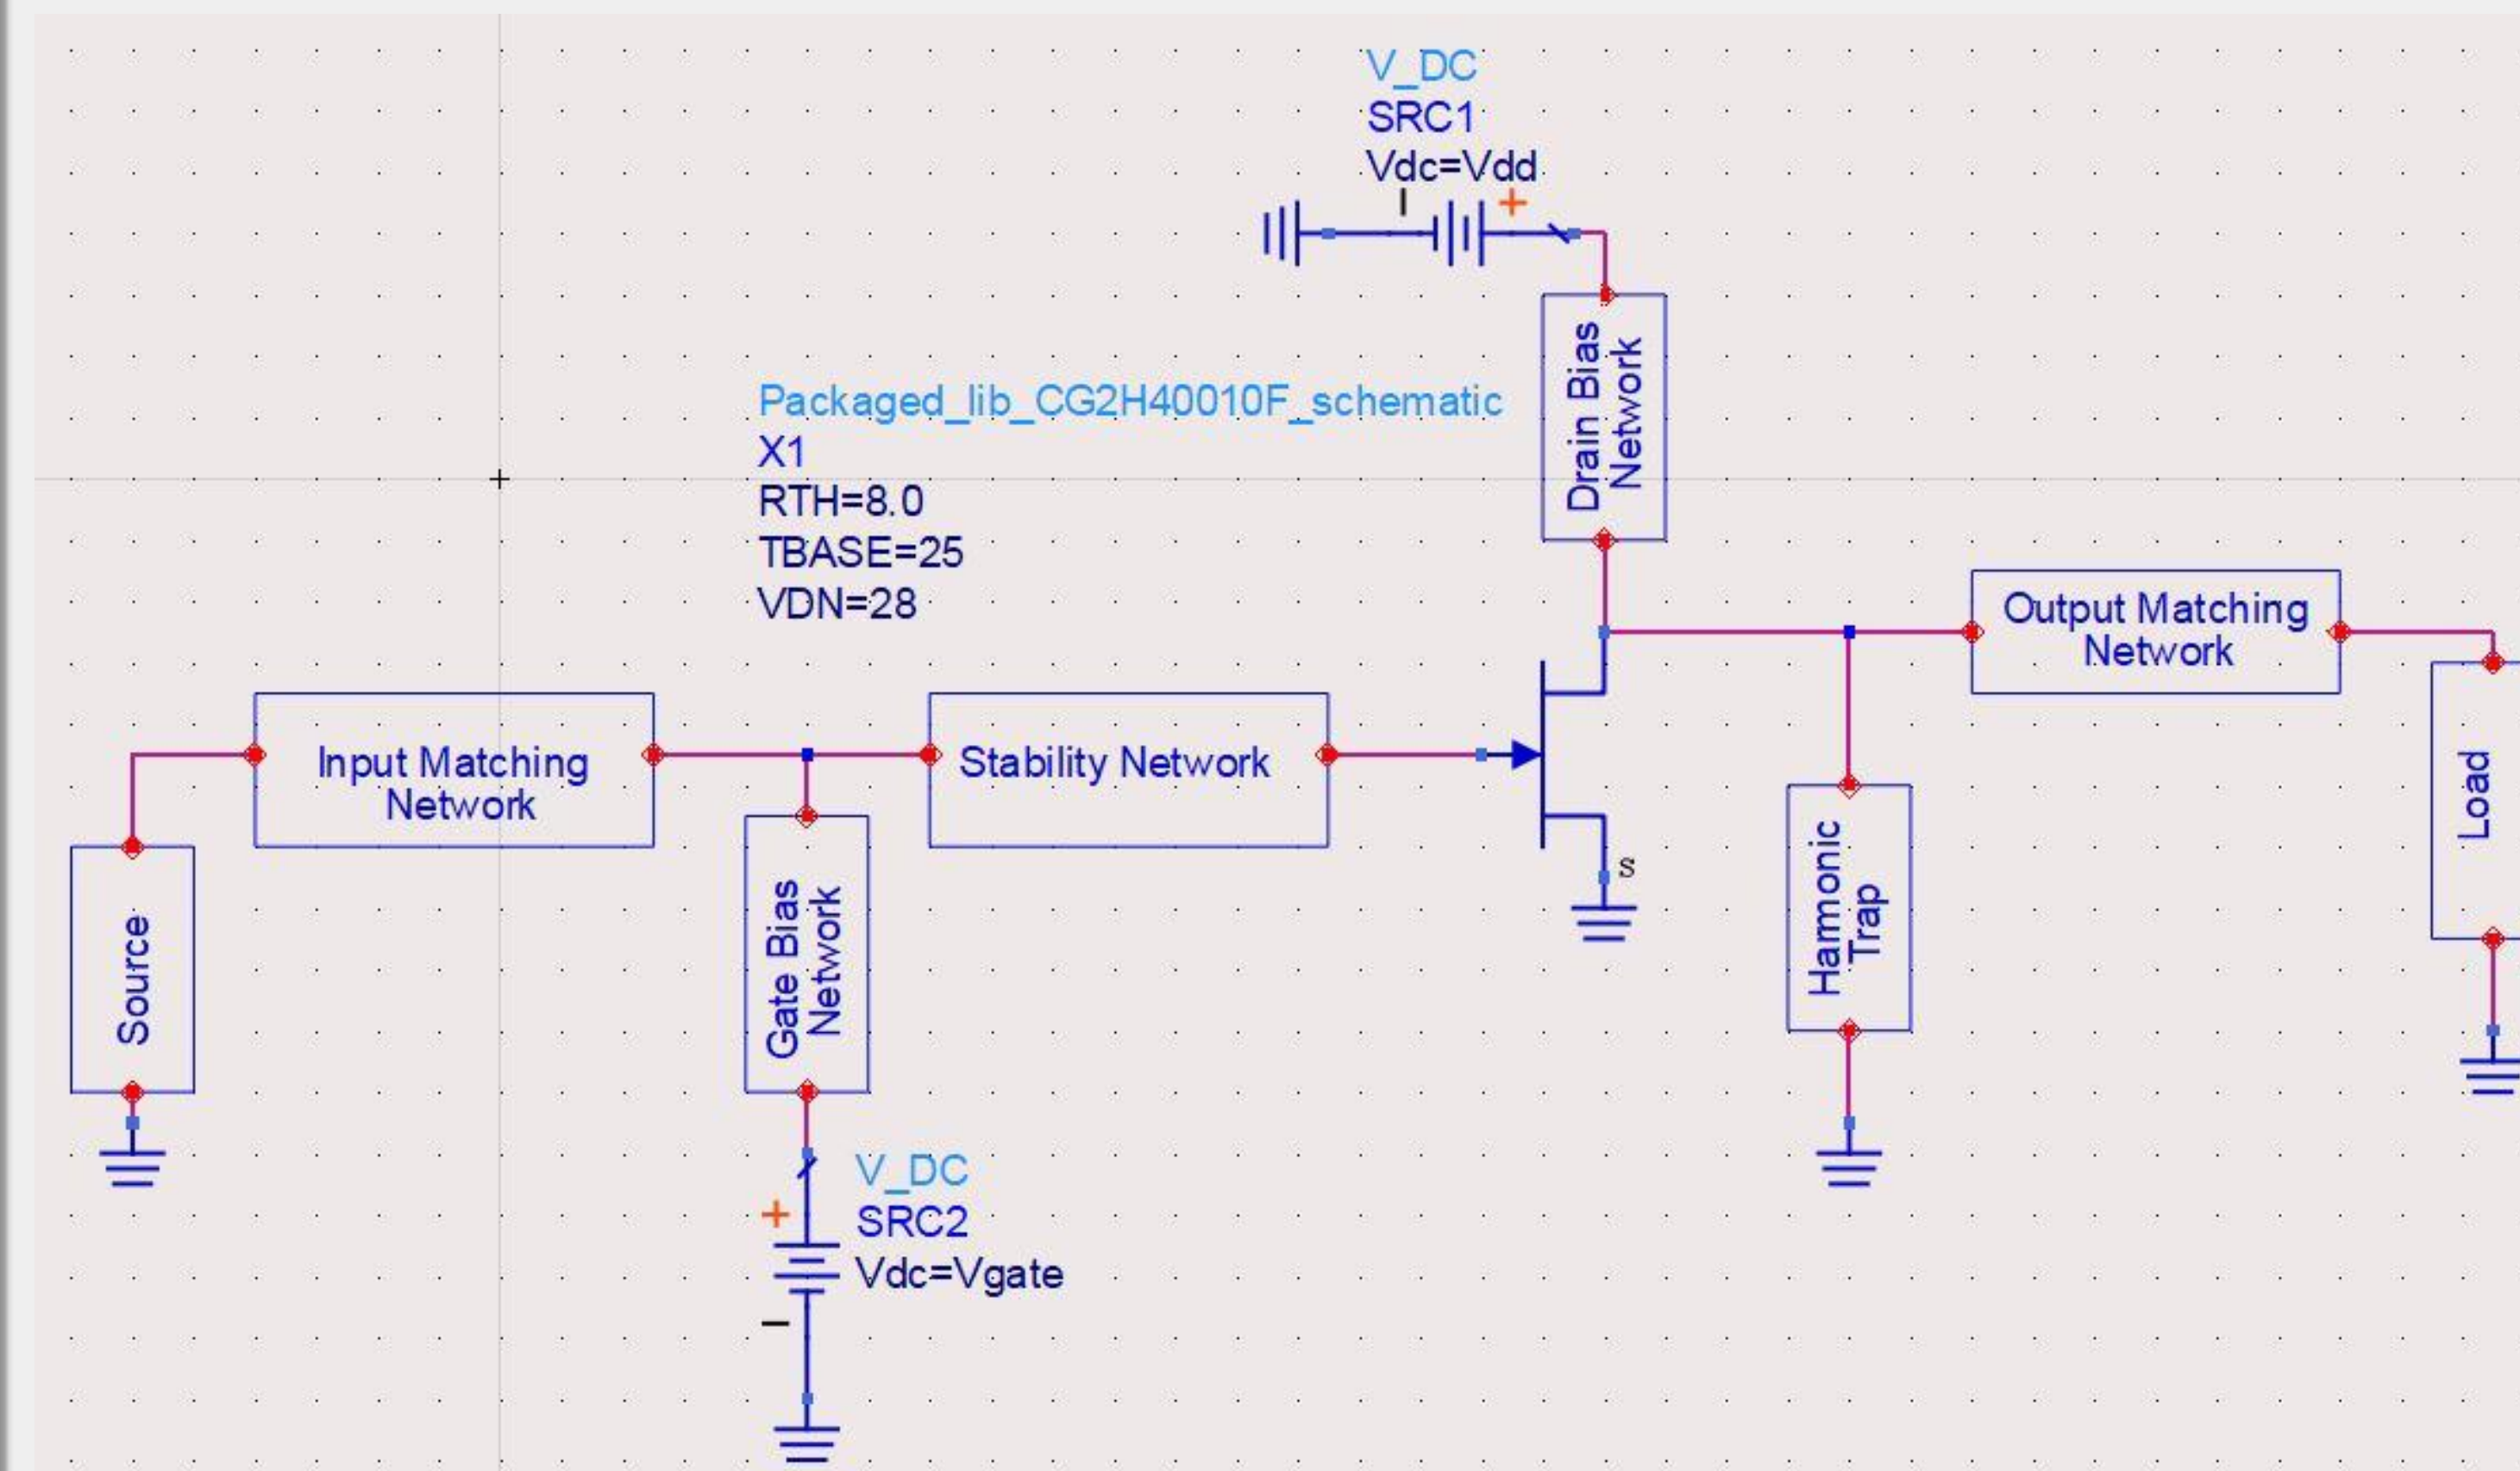 V_DC
SRC1
Vdc=Vdd
Packaged_lib_CG2H40010F_schematic
X1
RTH=8.0
TBASE=25
VDN=28
Drain Bias
Network
Output Matching
Network
Input Matching
Network
Stability Network
S
Source
Gate Bias
Network
Hamonic
Trap
Load
V_DC
SRC2
Vdc=Vgate